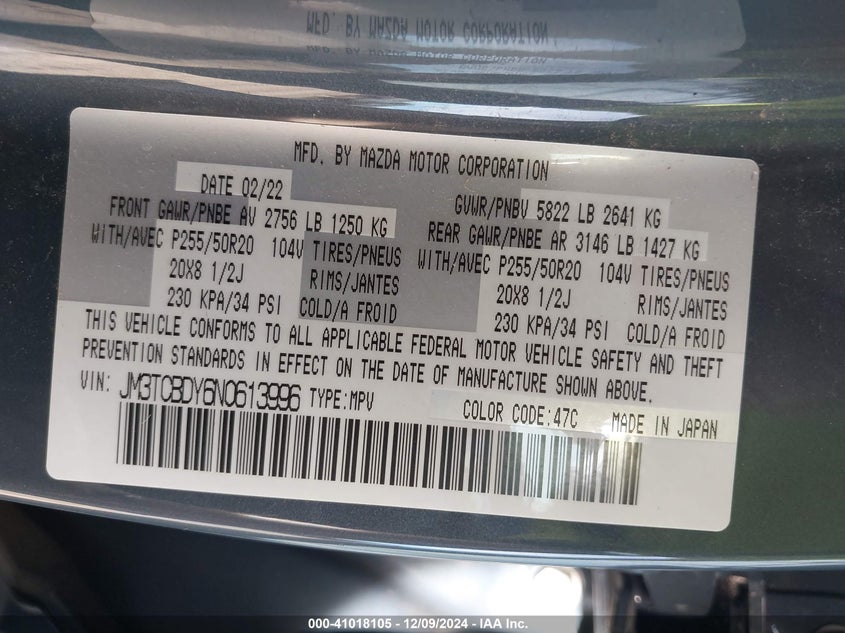 MFD. BY MAZDA MOTOR CORPORATION
DATE 02/22 GVWR/PNBV 5822 LB 2641 KG
FRONT GAWR/PNBE AV 2756 LB 1250 KG REAR GAWR/PNBE AR 3146 LB 1427 KG
WITH/AVEC P255/50R20 104V TIRES/PNEUS WITH/AVEC P255/50R20 104V TIRES/PNEUS
20X8 1/2J RIMS/JANTES 20X8 1/2J RIMS/JANTES
230 KPA/34 PSI COLD/A FROID 230 KPA/34 PSI COLD/A FROID
THIS VEHICLE CONFORMS TO ALL APPLICABLE FEDERAL MOTOR VEHICLE SAFETY AND THEFT
PREVENTION STANDARDS IN EFFECT ON THE DATE OF MANUFACTURE SHOWN ABOVE.
VIN: JM3TCBDY6N0613996 TYPE:MPV COLOR CODE:47C MADE IN JAPAN
000-41018105 - 12/09/2024 - IAA Inc.